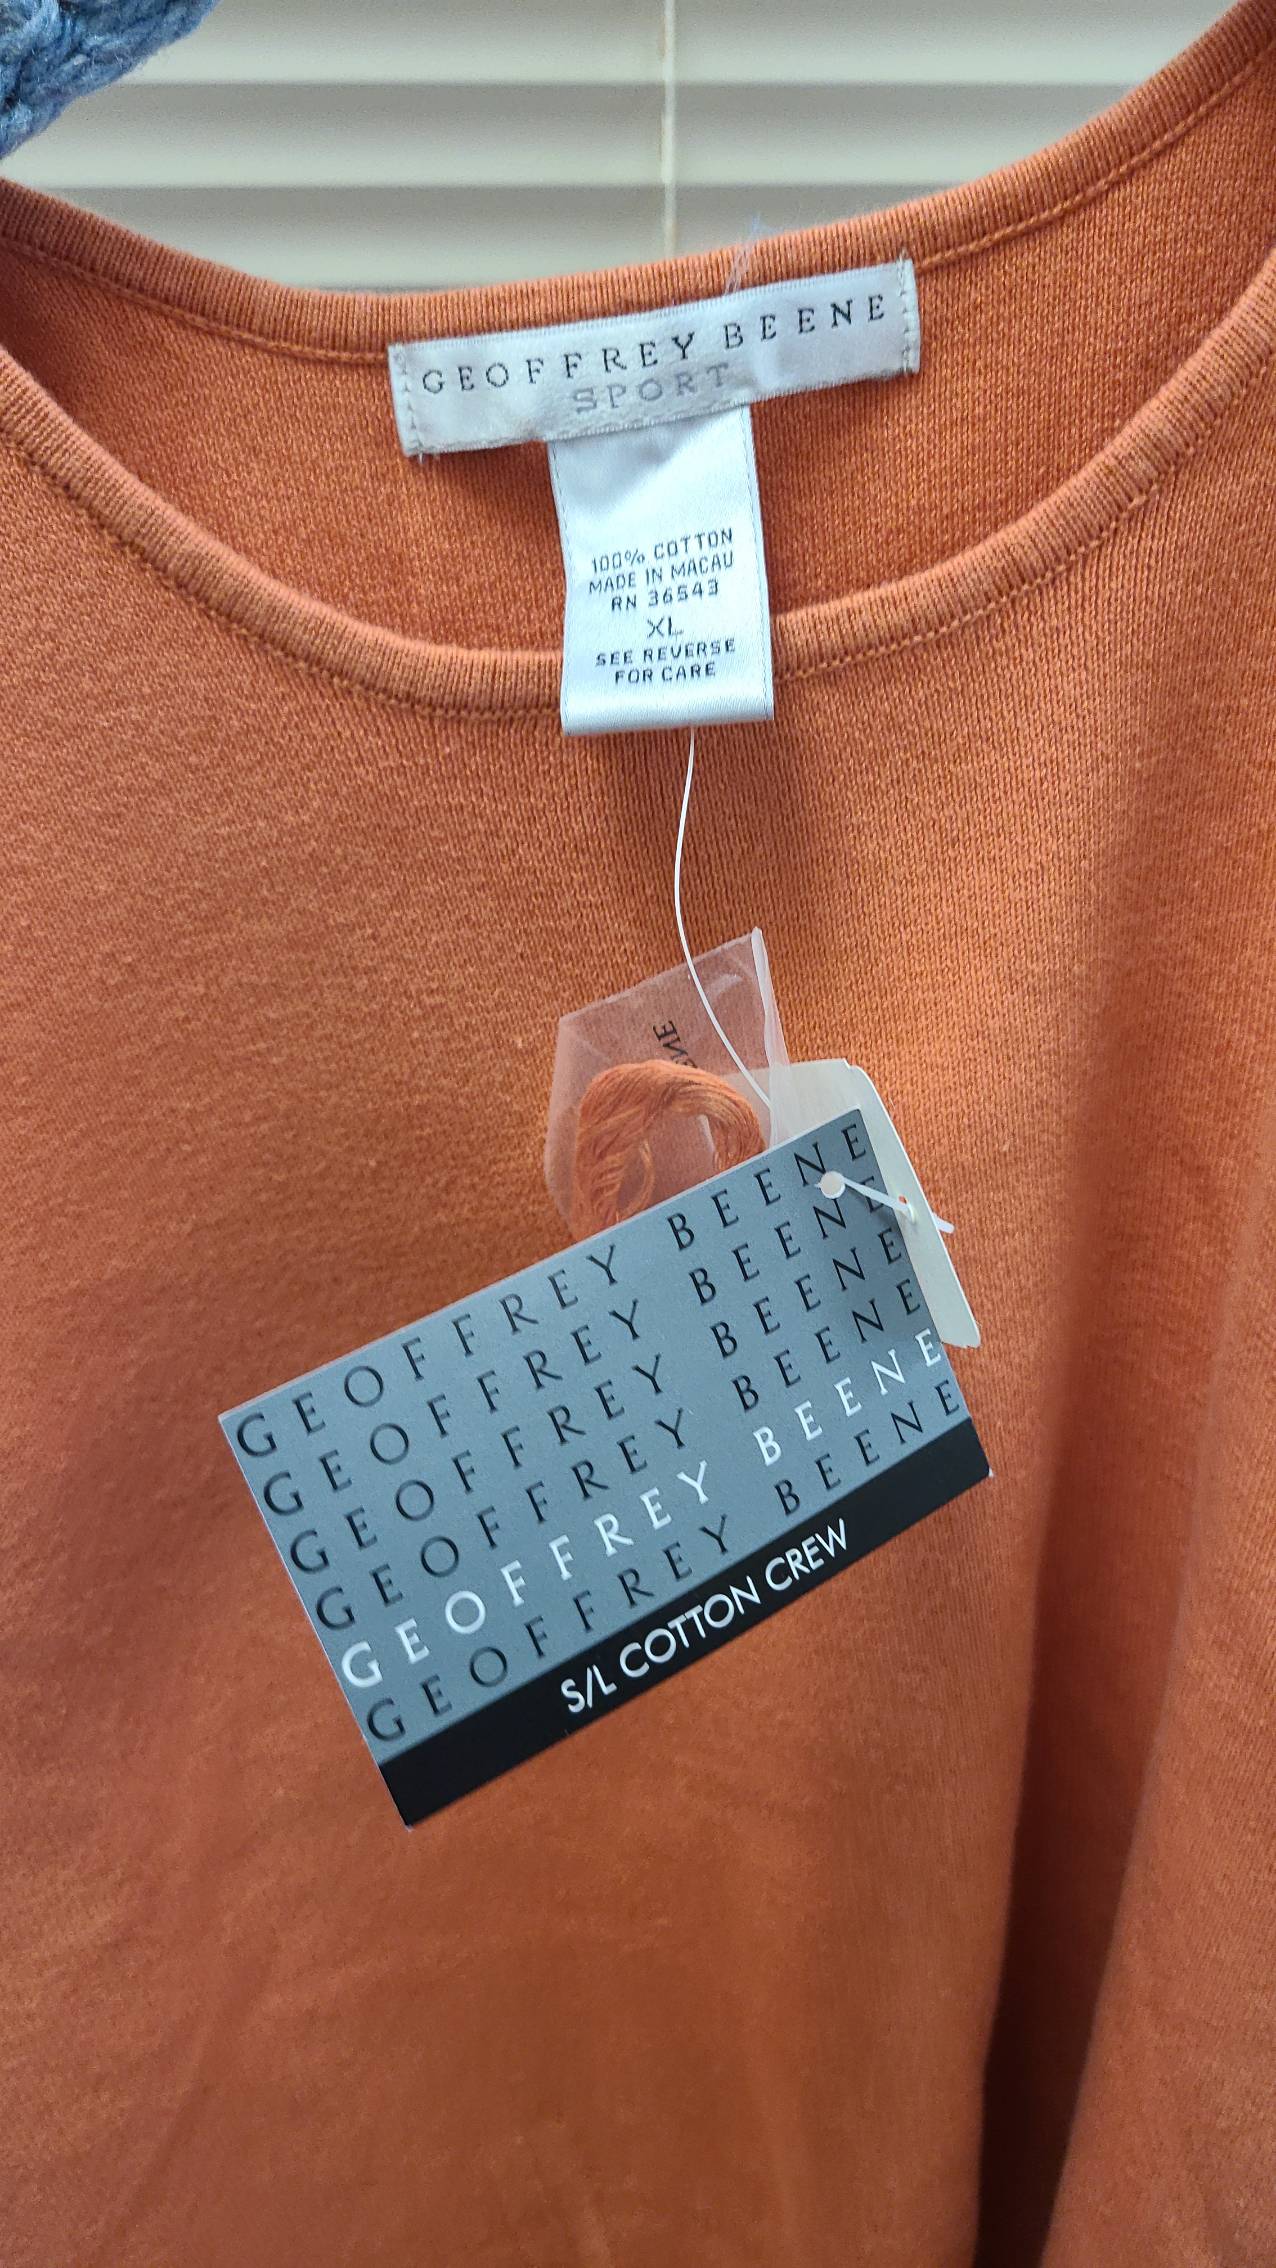 GEOFFREY BEENE
SPORT
100% COTTON
MADE IN MACAU
RN 36543
XL
SEE REVERSE
FOR CARE
GEOFFREY BEENE
GEOFFREY BEENE
GEOFFREY BEENE
GEOFFREY BEENE
GEOFFREY BEENE
GEOFFREY BEENE
S/L COTTON CREW